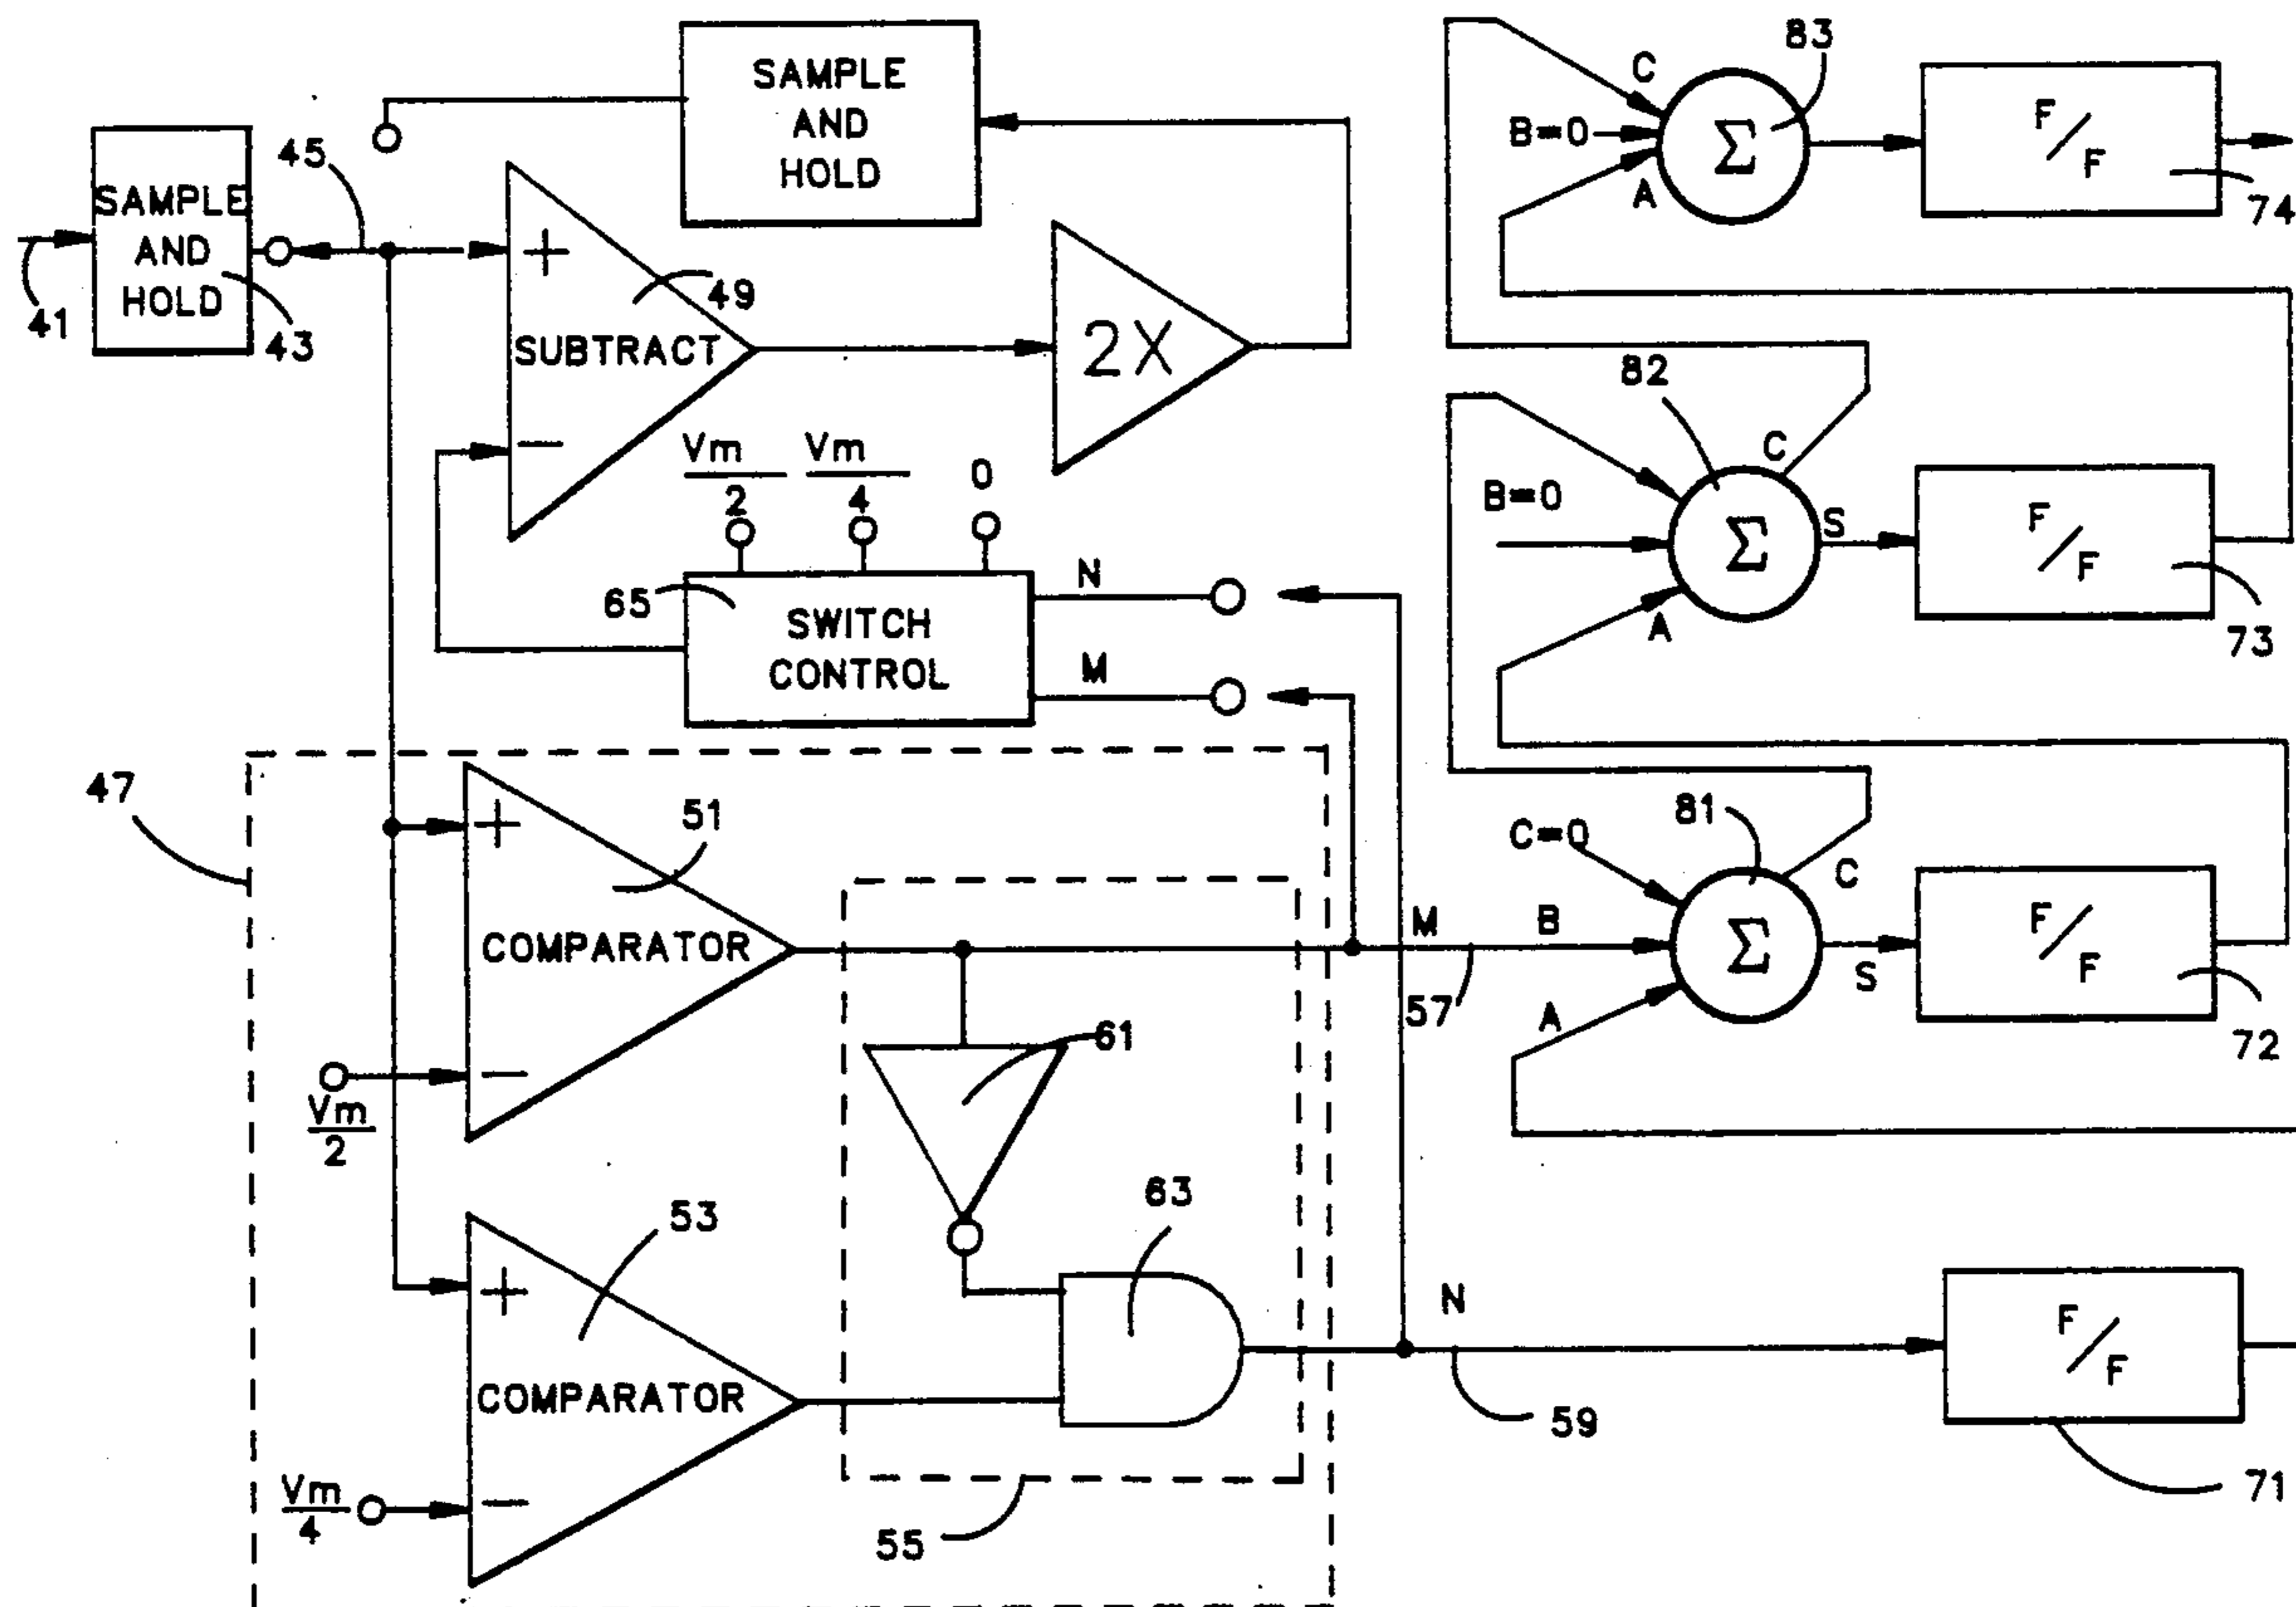 SAMPLE
AND
HOLD
41
43
45
SAMPLE
AND
HOLD
+
−
SUBTRACT
49
2X
Vm
2
Vm
4
0
65
SWITCH
CONTROL
N
M
47
+
−
COMPARATOR
51
Vm
2
61
+
−
COMPARATOR
53
Vm
4
63
55
M
57
N
59
83
C
B=0
A
Σ
F/F
74
82
C
B=0
A
Σ
S
F/F
73
81
C=0
B
A
Σ
C
S
F/F
72
F/F
71